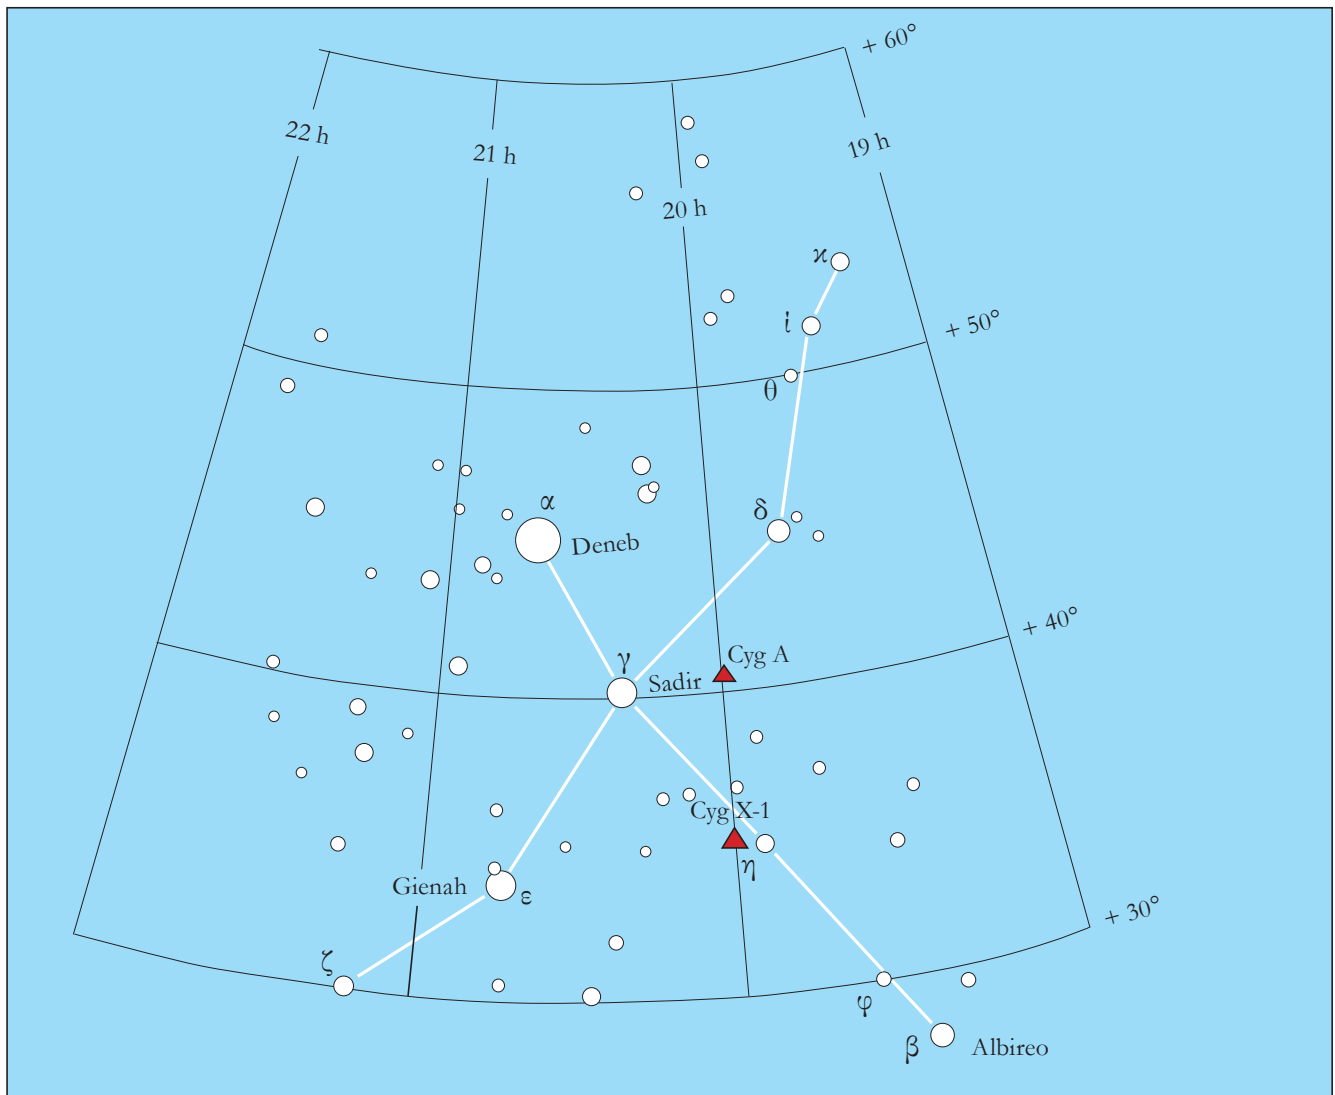 + 60°
22 h
21 h
19 h
20 h
ϰ
i
+ 50°
θ
α
δ
Deneb
+ 40°
γ
Cyg A
Sadir
Cyg X-1
η
Gienah
ε
+ 30°
ζ
φ
β
Albireo